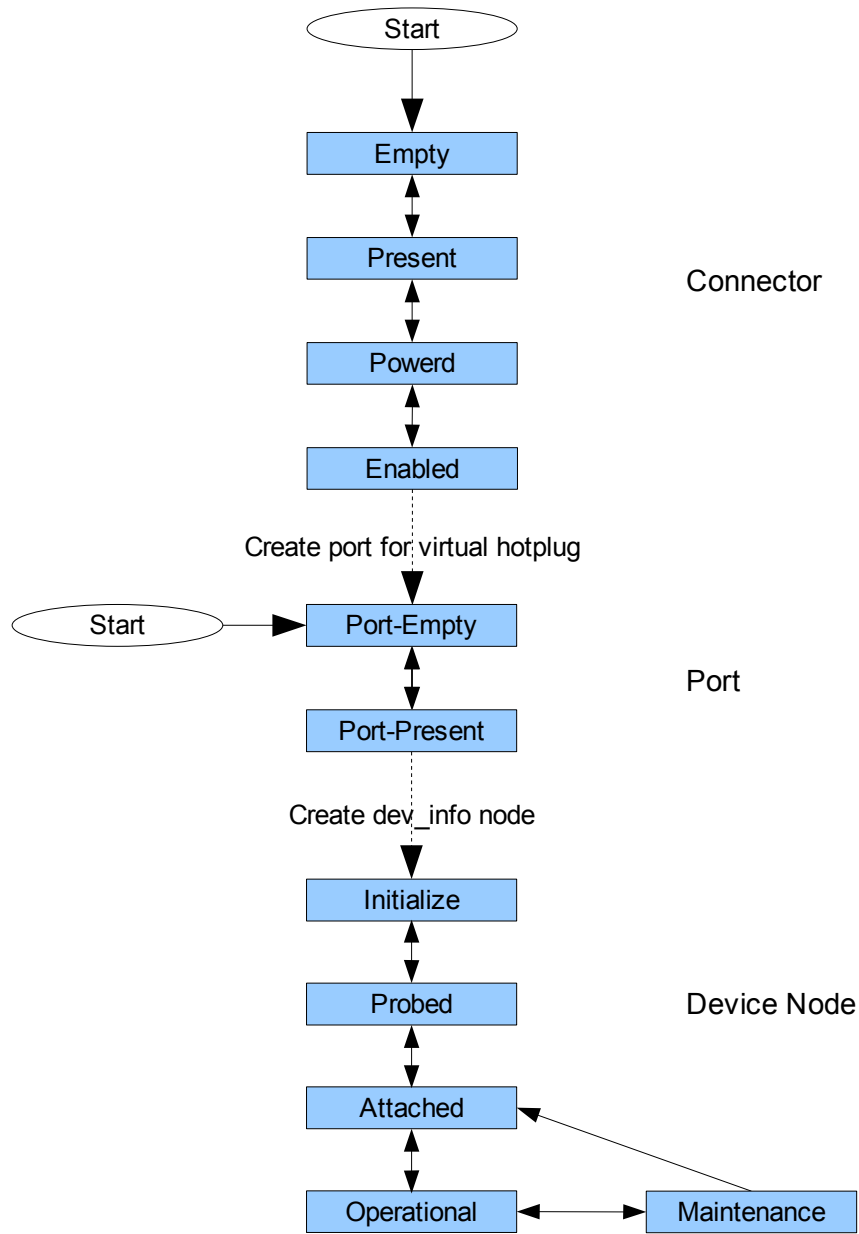 Start
Empty
Present
Connector
Powerd
Enabled
Create port for virtual hotplug
Start
Port-Empty
Port
Port-Present
Create dev_info node
Initialize
Probed
Device Node
Attached
Operational
Maintenance